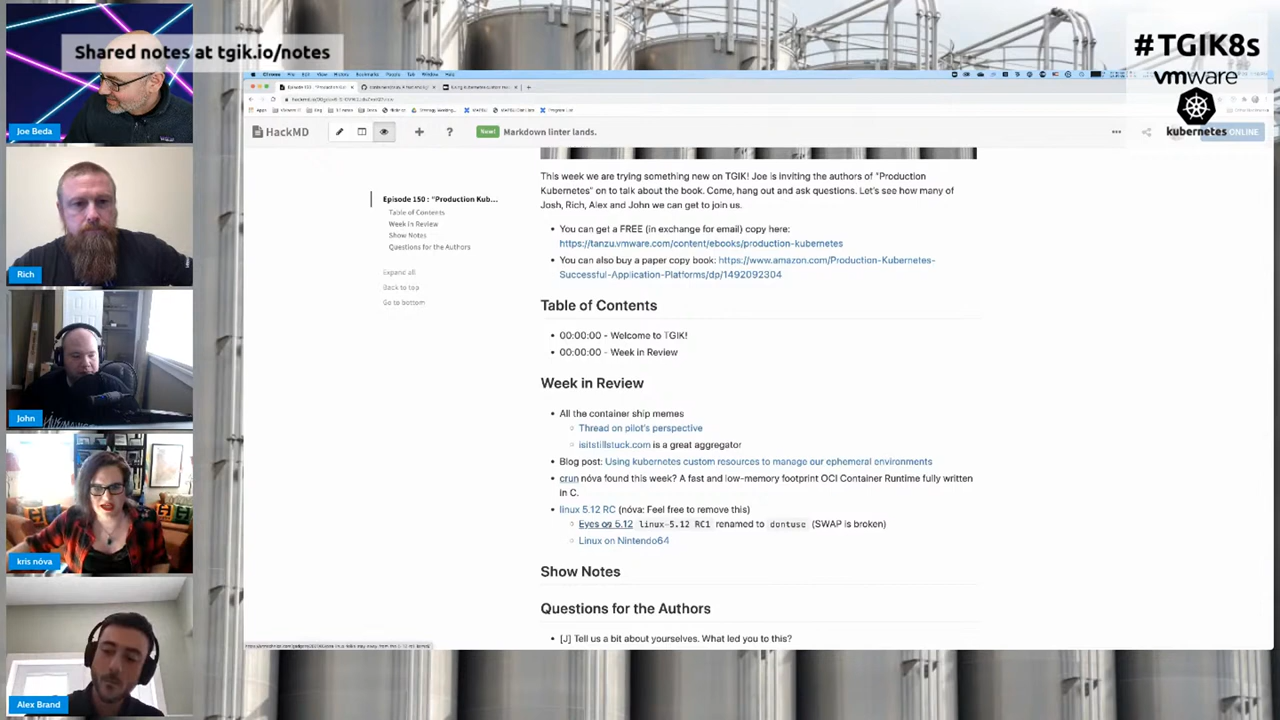 Shared notes at tgik.io/notes
#TGIK8s
vmware
kubernetes
Joe Beda
Rich
John
kris nóva
Alex Brand
Chrome File Edit View History Bookmarks People Tab Window Help
HackMD
New!
Markdown linter lands.
ONLINE
Episode 150 : "Production Kub...
Table of Contents
Week in Review
Show Notes
Questions for the Authors
Expand all
Back to top
Go to bottom
This week we are trying something new on TGIK! Joe is inviting the authors of "Production
Kubernetes" on to talk about the book. Come, hang out and ask questions. Let's see how many of
Josh, Rich, Alex and John we can get to join us.
• You can get a FREE (in exchange for email) copy here:
https://tanzu.vmware.com/content/ebooks/production-kubernetes
• You can also buy a paper copy book: https://www.amazon.com/Production-Kubernetes-
Successful-Application-Platforms/dp/1492092304
Table of Contents
• 00:00:00 - Welcome to TGIK!
• 00:00:00 - Week in Review
Week in Review
• All the container ship memes
◦ Thread on pilot's perspective
◦ isitstillstuck.com is a great aggregator
• Blog post: Using kubernetes custom resources to manage our ephemeral environments
• crun nóva found this week? A fast and low-memory footprint OCI Container Runtime fully written
in C.
• linux 5.12 RC (nóva: Feel free to remove this)
◦ Eyes on 5.12 linux-5.12 RC1 renamed to dontuse (SWAP is broken)
◦ Linux on Nintendo64
Show Notes
Questions for the Authors
• [J] Tell us a bit about yourselves. What led you to this?